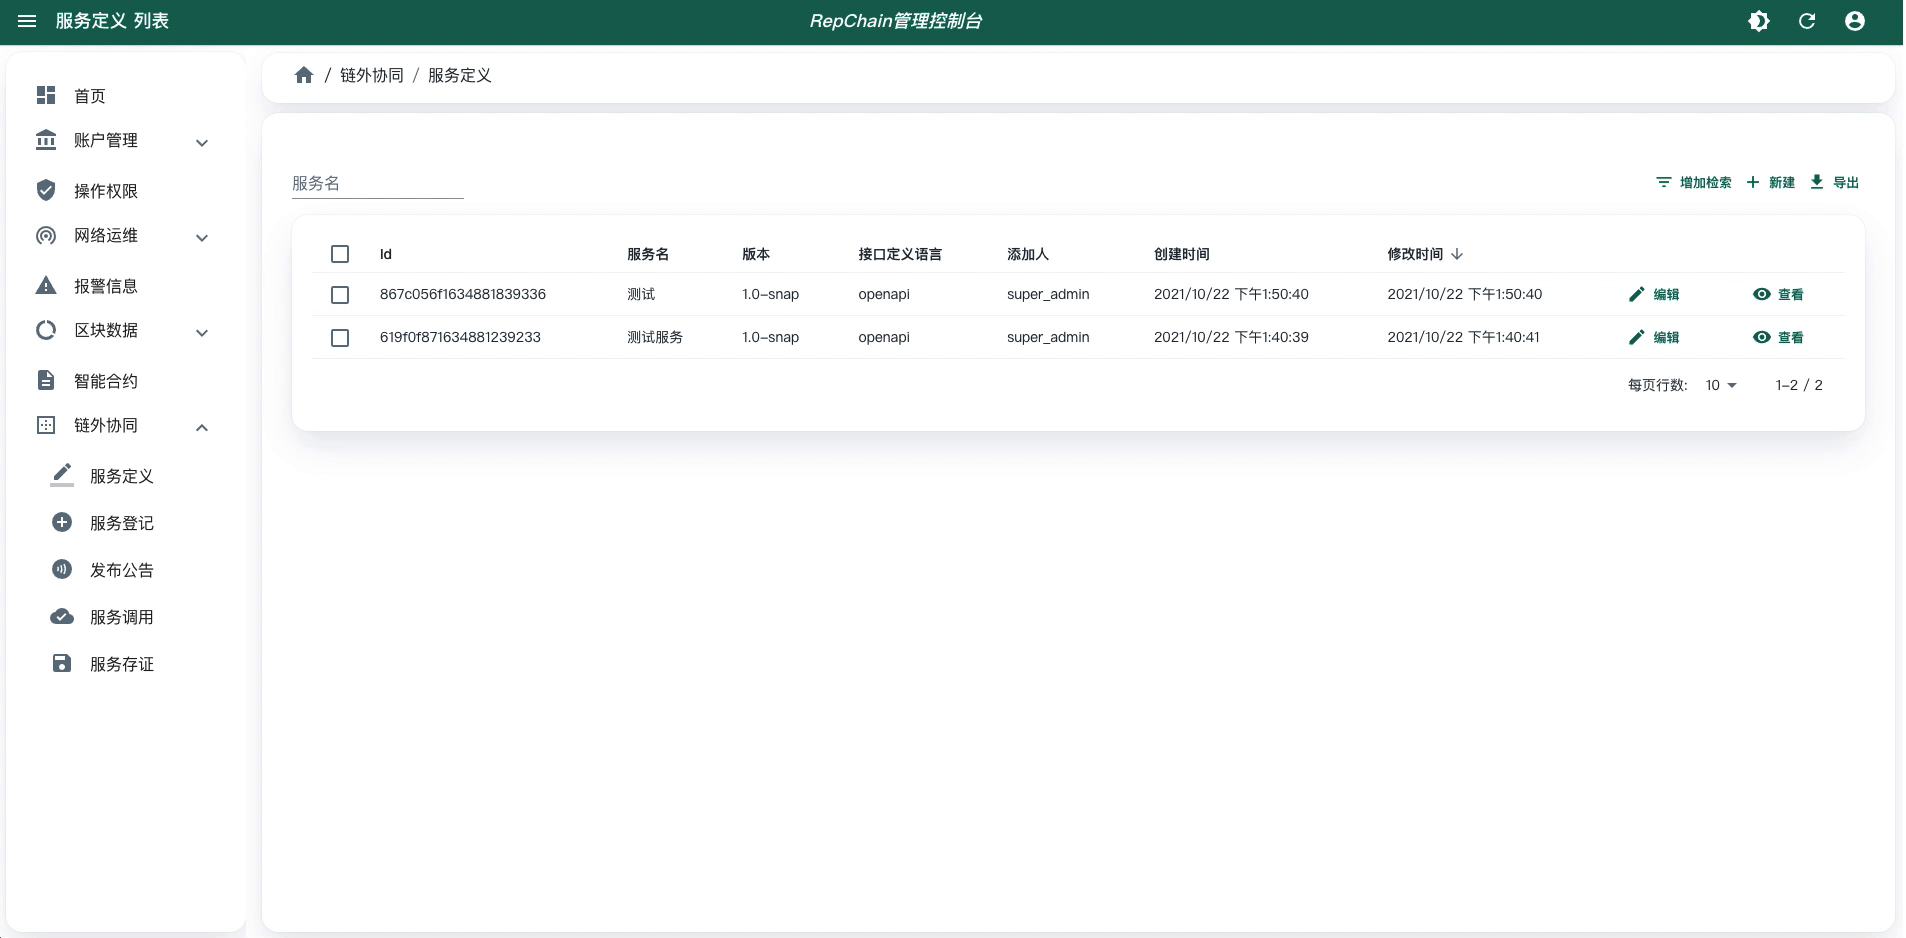 服务定义 列表
RepChain管理控制台
首页
账户管理
操作权限
网络运维
报警信息
区块数据
智能合约
链外协同
服务定义
服务登记
发布公告
服务调用
服务存证
/ 链外协同 / 服务定义
服务名
增加检索 新建 导出
Id 服务名 版本 接口定义语言 添加人 创建时间 修改时间
867c056f1634881839336 测试 1.0-snap openapi super_admin 2021/10/22 下午1:50:40 2021/10/22 下午1:50:40 编辑 查看
619f0f871634881239233 测试服务 1.0-snap openapi super_admin 2021/10/22 下午1:40:39 2021/10/22 下午1:40:41 编辑 查看
每页行数: 10 1-2 / 2